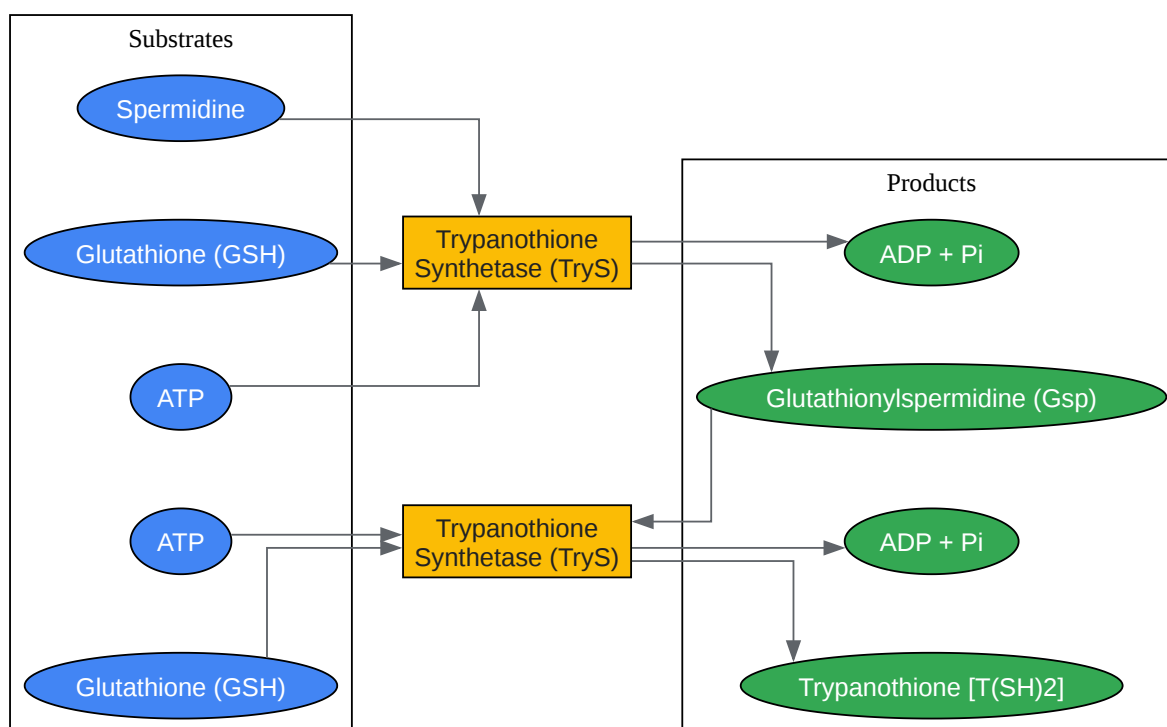 Substrates
Spermidine
Products
Glutathione (GSH)
Trypanothione
Synthetase (TryS)
ADP + Pi
ATP
Glutathionylspermidine (Gsp)
ATP
Trypanothione
Synthetase (TryS)
ADP + Pi
Glutathione (GSH)
Trypanothione [T(SH)2]